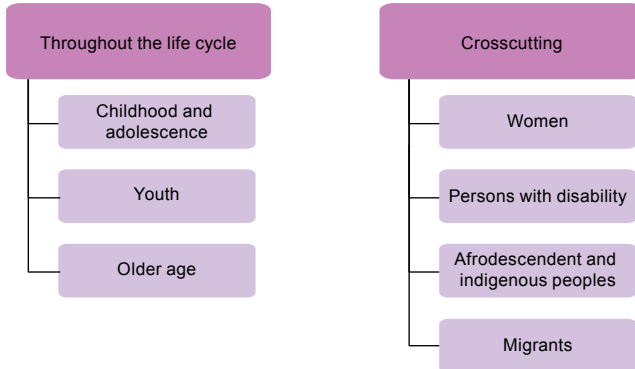 Throughout the life cycle
Childhood and
adolescence
Youth
Older age
Crosscutting
Women
Persons with disability
Afrodescendent and
indigenous peoples
Migrants